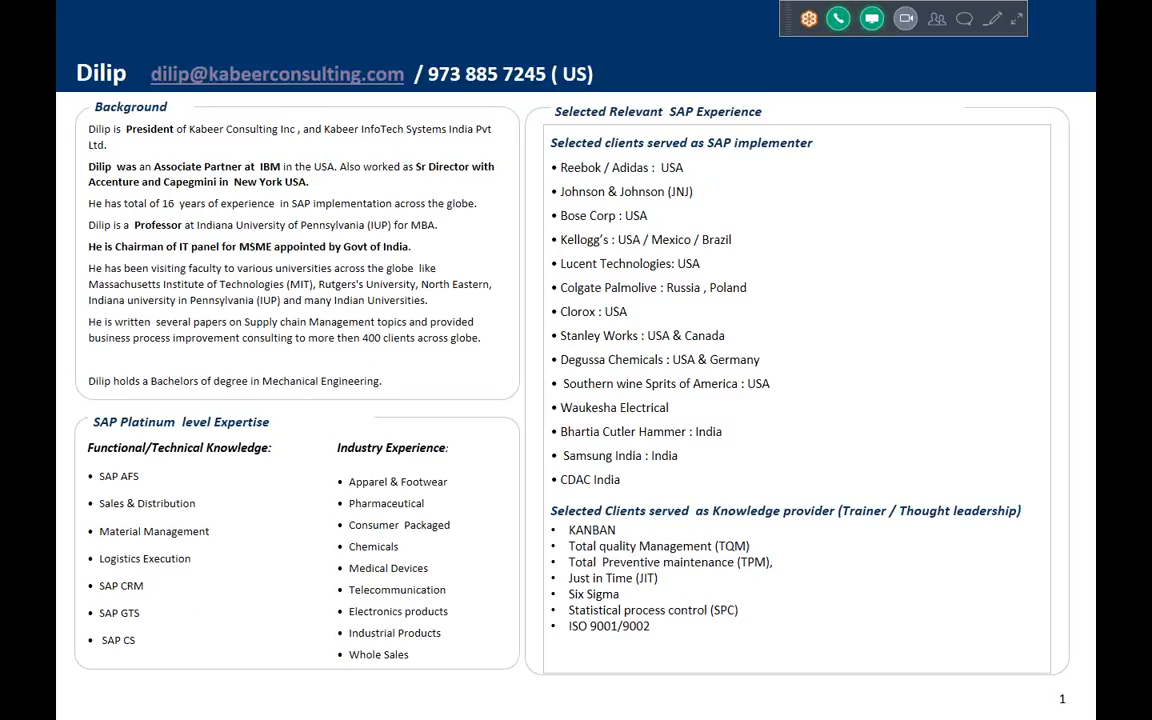 Dilip dilip@kabeerconsulting.com / 973 885 7245 ( US)
Background
Dilip is President of Kabeer Consulting Inc , and Kabeer InfoTech Systems India Pvt
Ltd.
Dilip was an Associate Partner at IBM in the USA. Also worked as Sr Director with
Accenture and Capegmini in New York USA.
He has total of 16 years of experience in SAP implementation across the globe.
Dilip is a Professor at Indiana University of Pennsylvania (IUP) for MBA.
He is Chairman of IT panel for MSME appointed by Govt of India.
He has been visiting faculty to various universities across the globe like
Massachusetts Institute of Technologies (MIT), Rutgers's University, North Eastern,
Indiana university in Pennsylvania (IUP) and many Indian Universities.
He is written several papers on Supply chain Management topics and provided
business process improvement consulting to more then 400 clients across globe.
Dilip holds a Bachelors of degree in Mechanical Engineering.
SAP Platinum level Expertise
Functional/Technical Knowledge:
• SAP AFS
• Sales & Distribution
• Material Management
• Logistics Execution
• SAP CRM
• SAP GTS
• SAP CS
Industry Experience:
• Apparel & Footwear
• Pharmaceutical
• Consumer Packaged
• Chemicals
• Medical Devices
• Telecommunication
• Electronics products
• Industrial Products
• Whole Sales
Selected Relevant SAP Experience
Selected clients served as SAP implementer
• Reebok / Adidas : USA
• Johnson & Johnson (JNJ)
• Bose Corp : USA
• Kellogg's : USA / Mexico / Brazil
• Lucent Technologies: USA
• Colgate Palmolive : Russia , Poland
• Clorox : USA
• Stanley Works : USA & Canada
• Degussa Chemicals : USA & Germany
• Southern wine Sprits of America : USA
• Waukesha Electrical
• Bhartia Cutler Hammer : India
• Samsung India : India
• CDAC India
Selected Clients served as Knowledge provider (Trainer / Thought leadership)
• KANBAN
• Total quality Management (TQM)
• Total Preventive maintenance (TPM),
• Just in Time (JIT)
• Six Sigma
• Statistical process control (SPC)
• ISO 9001/9002
1